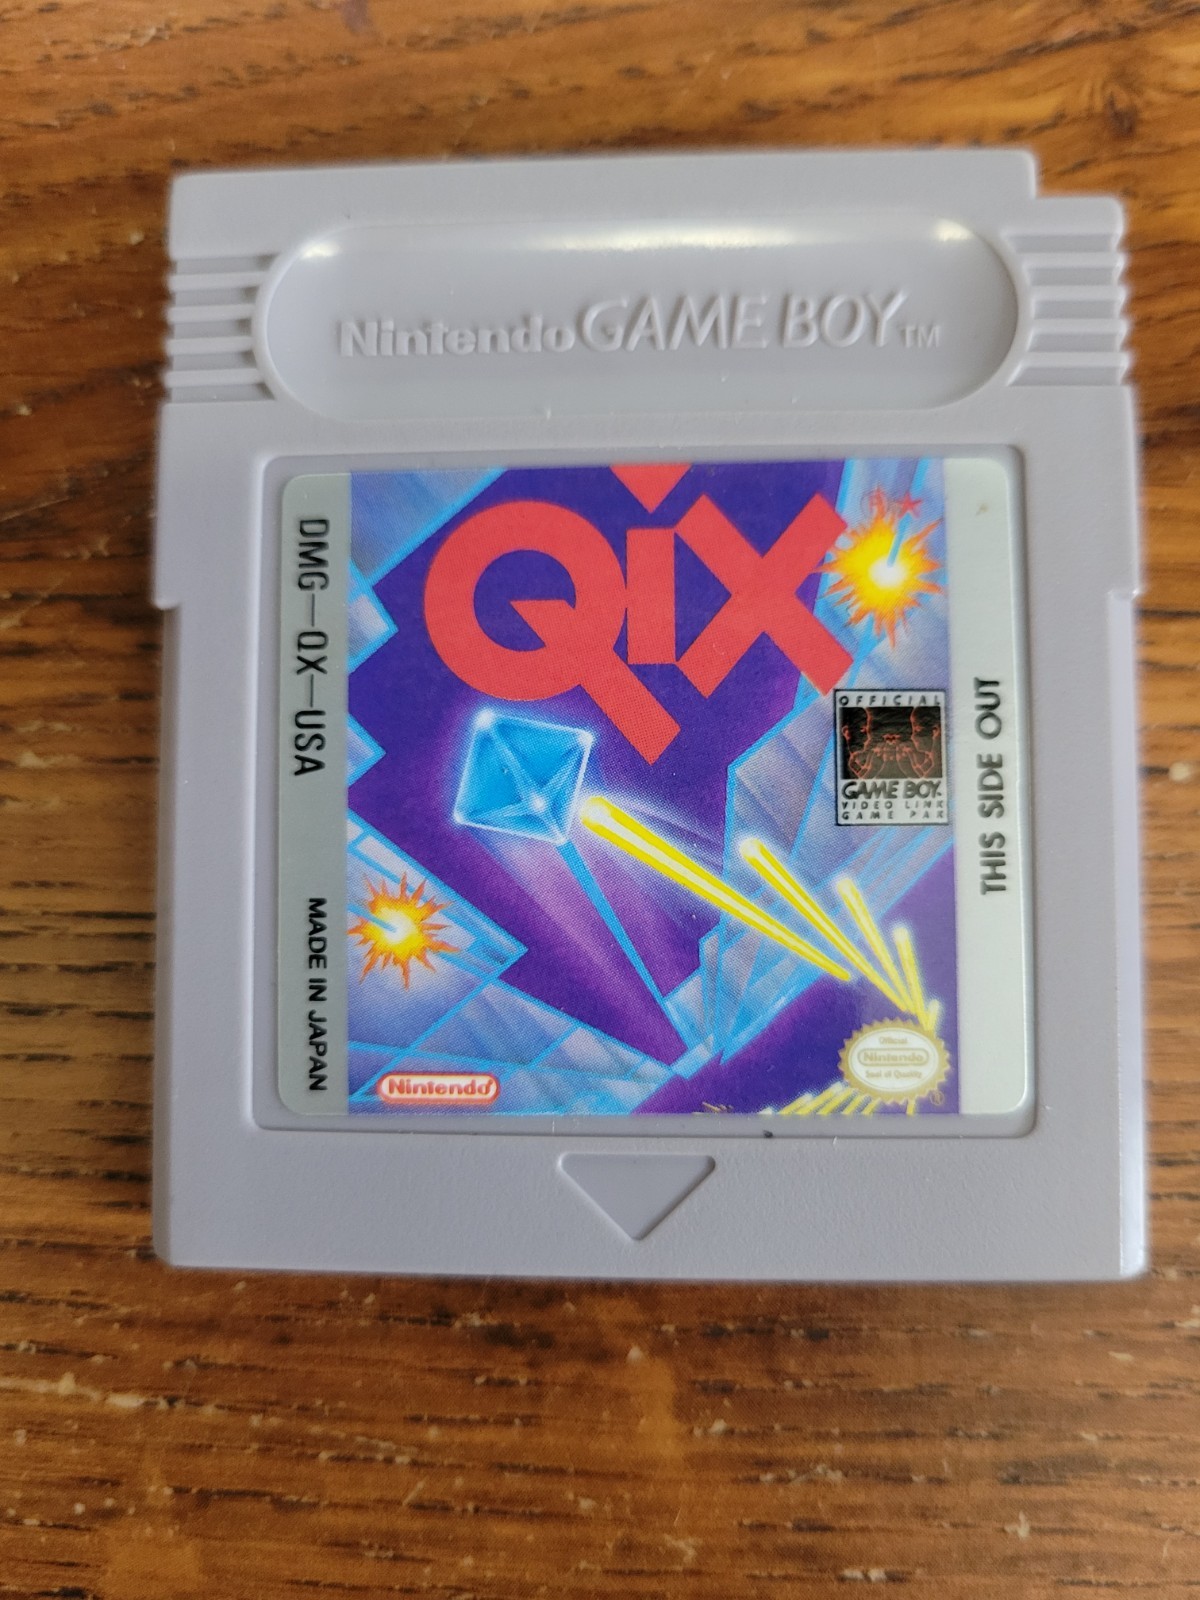 Nintendo GAME BOY TM
DMG-QX-USA
MADE IN JAPAN
QiX
OFFICIAL
GAME BOY
VIDEO LINK
GAME PAK
THIS SIDE OUT
Nintendo
Official
Nintendo
Seal of Quality
®